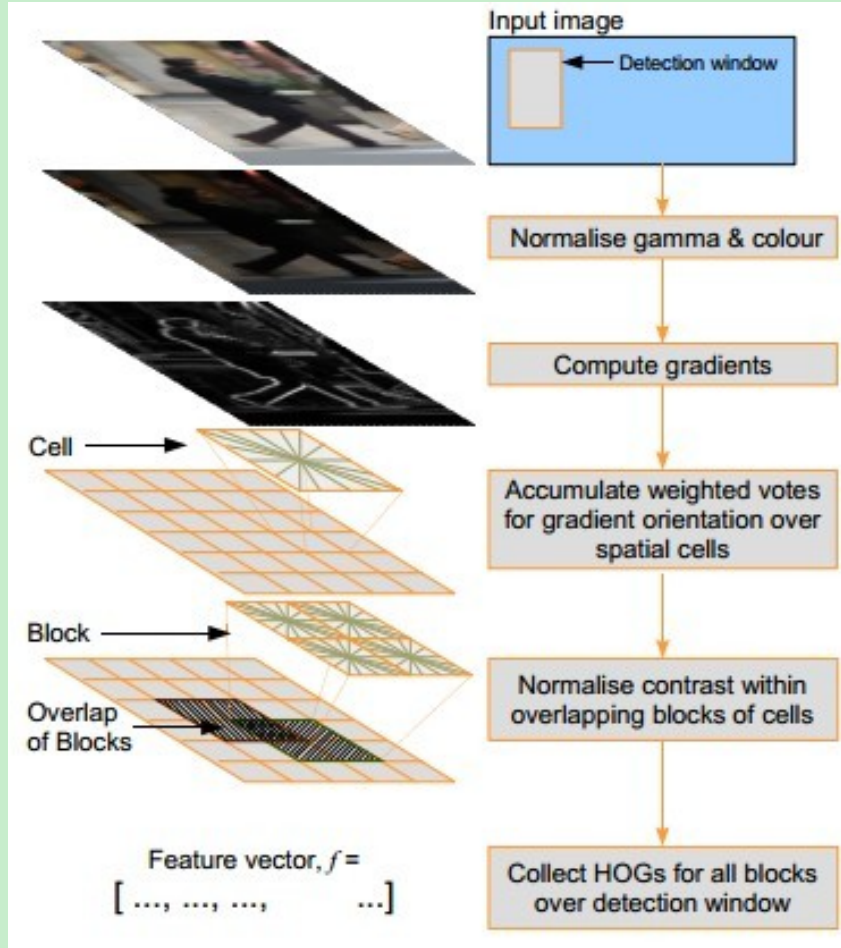 Input image
Detection window
Normalise gamma & colour
Compute gradients
Cell
Accumulate weighted votes
for gradient orientation over
spatial cells
Block
Overlap
of Blocks
Normalise contrast within
overlapping blocks of cells
Feature vector, f =
[ ..., ..., ..., ...]
Collect HOGs for all blocks
over detection window